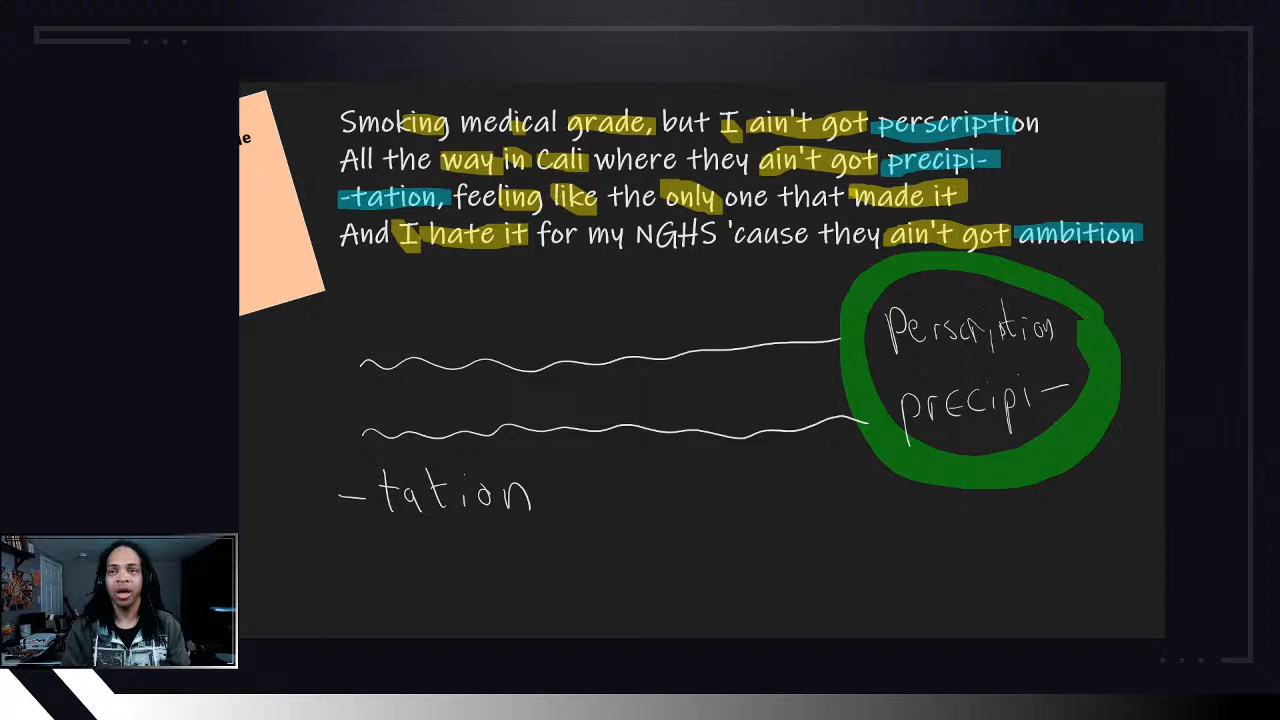 le
Smoking medical grade, but I ain't got perscription
All the way in Cali where they ain't got precipi-
-tation, feeling like the only one that made it
And I hate it for my NGHS 'cause they ain't got ambition
Perscription
precipi-
-tation